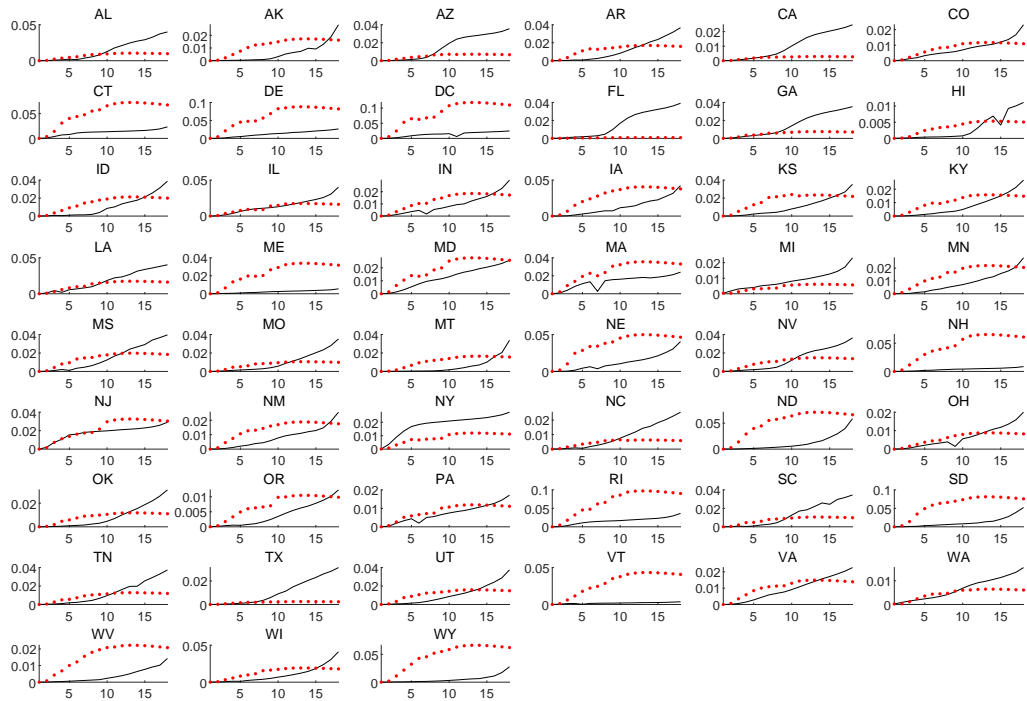 AL AK AZ AR CA CO
0.05 0.02 0.01 0 0.04 0.02 0 0.04 0.02 0 0.02 0.01 0 0.02 0.01 0
0
5 10 15 5 10 15 5 10 15 5 10 15 5 10 15 5 10 15
CT DE DC FL GA HI
0.05 0 0.1 0.05 0 0.1 0.05 0 0.04 0.02 0 0.04 0.02 0 0.01 0.005 0
5 10 15 5 10 15 5 10 15 5 10 15 5 10 15 5 10 15
ID IL IN IA KS KY
0.04 0.02 0 0.05 0 0.02 0.01 0 0.05 0 0.04 0.02 0 0.02 0.01 0
5 10 15 5 10 15 5 10 15 5 10 15 5 10 15 5 10 15
LA ME MD MA MI MN
0.05 0 0.04 0.02 0 0.02 0.01 0 0.04 0.02 0 0.02 0.01 0 0.02 0.01 0
5 10 15 5 10 15 5 10 15 5 10 15 5 10 15 5 10 15
MS MO MT NE NV NH
0.04 0.02 0 0.04 0.02 0 0.04 0.02 0 0.05 0 0.04 0.02 0 0.05 0
5 10 15 5 10 15 5 10 15 5 10 15 5 10 15 5 10 15
NJ NM NY NC ND OH
0.04 0.02 0 0.02 0.01 0 0.02 0.01 0 0.02 0.01 0 0.05 0 0.02 0.01 0
5 10 15 5 10 15 5 10 15 5 10 15 5 10 15 5 10 15
OK OR PA RI SC SD
0.02 0 0.01 0.005 0 0.02 0.01 0 0.1 0.05 0 0.04 0.02 0 0.1 0.05 0
5 10 15 5 10 15 5 10 15 5 10 15 5 10 15 5 10 15
TN TX UT VT VA WA
0.04 0.02 0 0.02 0 0.04 0.02 0 0.05 0 0.02 0.01 0 0.01 0
5 10 15 5 10 15 5 10 15 5 10 15 5 10 15 5 10 15
WV WI WY
0.02 0.01 0 0.05 0 0.05 0
5 10 15 5 10 15 5 10 15